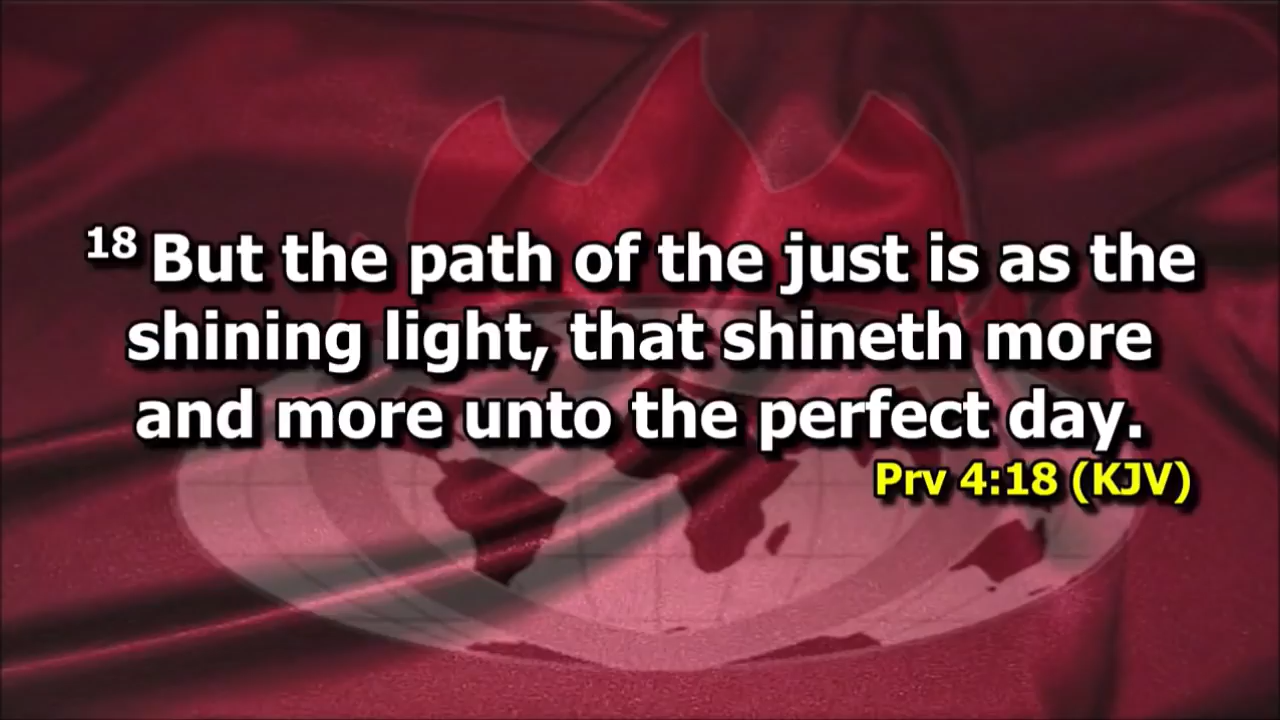 18 But the path of the just is as the
shining light, that shineth more
and more unto the perfect day.
Prv 4:18 (KJV)